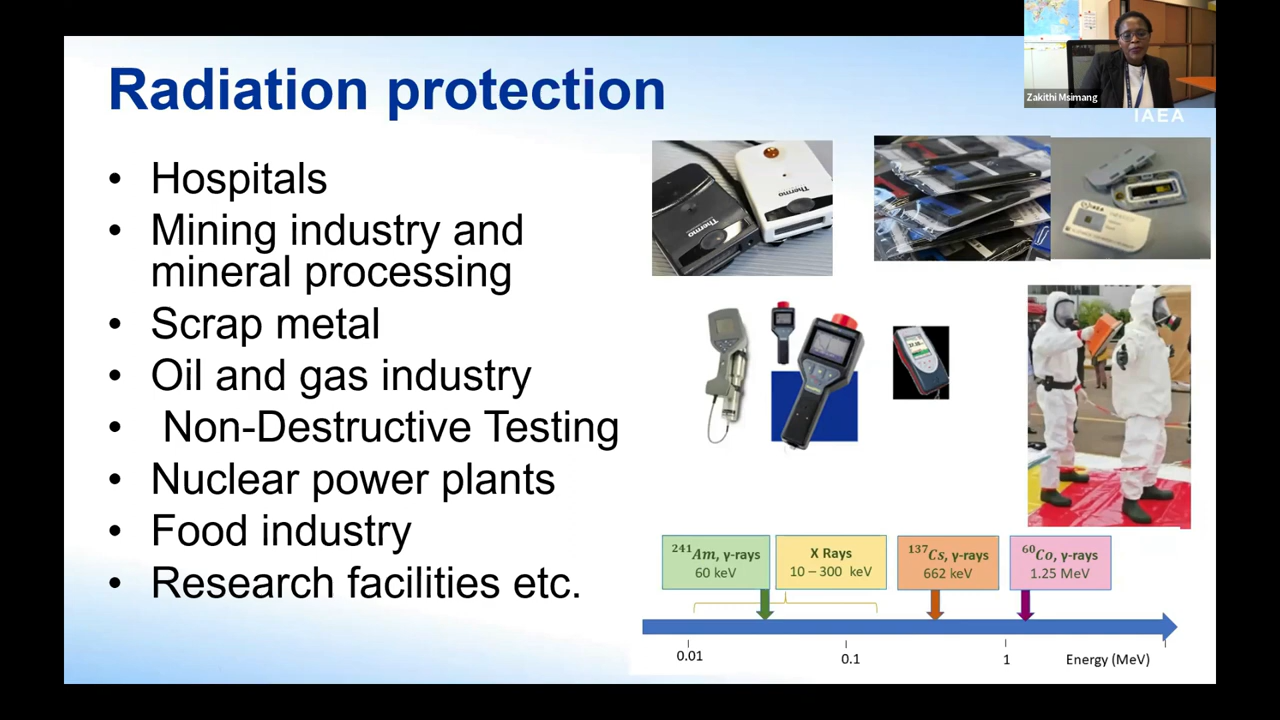 Radiation protection
Zakithi Msimang
IAEA
• Hospitals
• Mining industry and
mineral processing
• Scrap metal
• Oil and gas industry
• Non-Destructive Testing
• Nuclear power plants
• Food industry
• Research facilities etc.
Thermo
Thermo
IAEA
²⁴¹Am, γ-rays
60 keV
X Rays
10 – 300 keV
¹³⁷Cs, γ-rays
662 keV
⁶⁰Co, γ-rays
1.25 MeV
0.01
0.1
1
Energy (MeV)